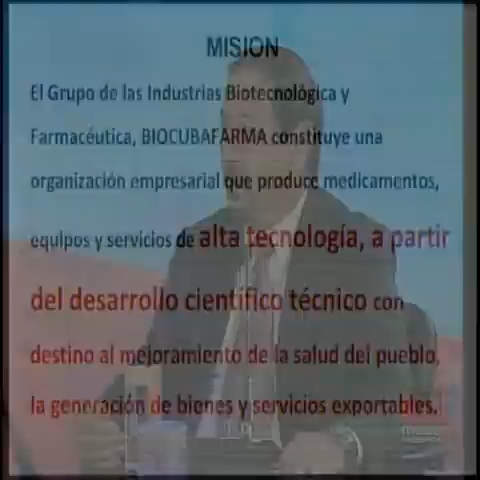 MISION
El Grupo de las Industrias Biotecnológica y
Farmacéutica, BIOCUBAFARMA constituye una
organización empresarial que produce medicamentos,
equipos y servicios de alta tecnología, a partir
del desarrollo científico técnico con
destino al mejoramiento de la salud del pueblo,
la generación de bienes y servicios exportables.